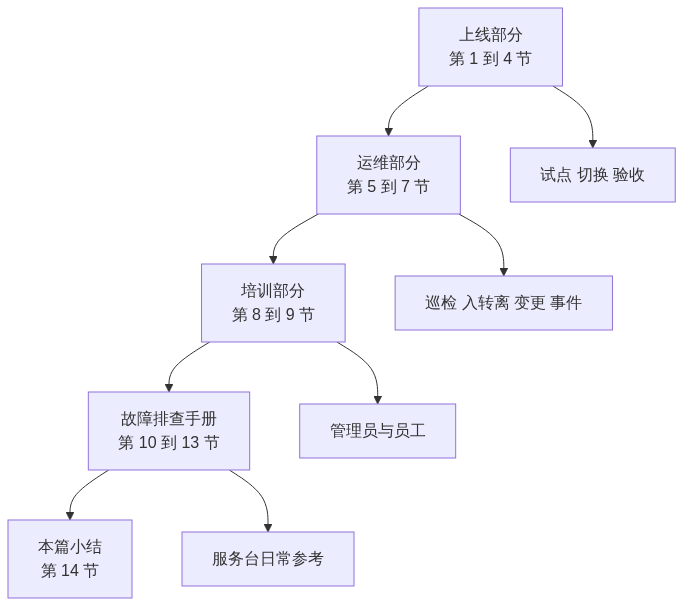 上线部分
第 1 到 4 节
运维部分
第 5 到 7 节
试点 切换 验收
培训部分
第 8 到 9 节
巡检 入转离 变更 事件
故障排查手册
第 10 到 13 节
管理员与员工
本篇小结
第 14 节
服务台日常参考